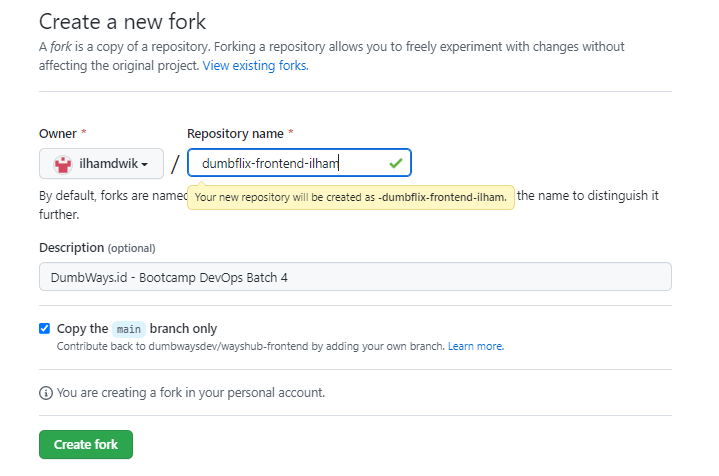 Create a new fork
A fork is a copy of a repository. Forking a repository allows you to freely experiment with changes without
affecting the original project. View existing forks.
Owner *
Repository name *
ilhamdwik
/
dumbflix-frontend-ilham
By default, forks are named
Your new repository will be created as -dumbflix-frontend-ilham.
the name to distinguish it
further.
Description (optional)
DumbWays.id - Bootcamp DevOps Batch 4
Copy the main branch only
Contribute back to dumbwaysdev/wayshub-frontend by adding your own branch. Learn more.
You are creating a fork in your personal account.
Create fork